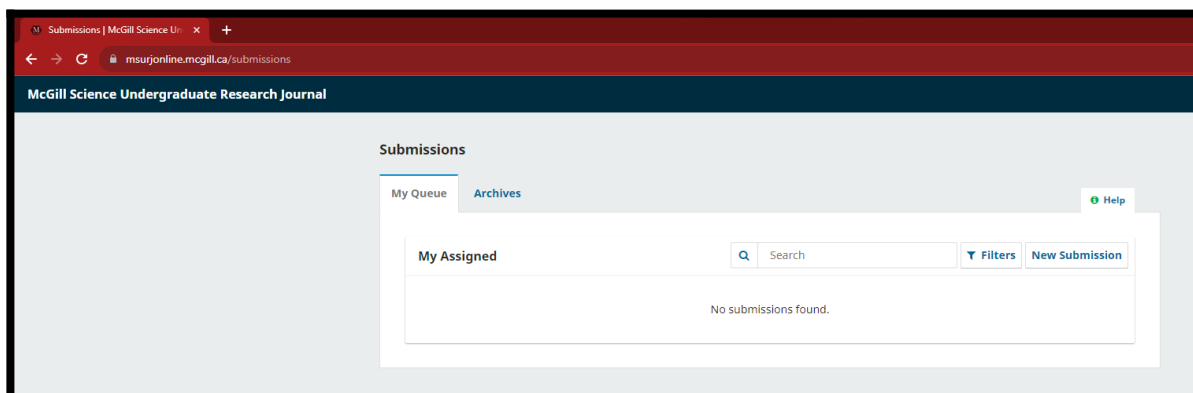 Submissions | McGill Science Un
msurjonline.mcgill.ca/submissions
McGill Science Undergraduate Research Journal
Submissions
My Queue Archives
Help
My Assigned Search Filters New Submission
No submissions found.